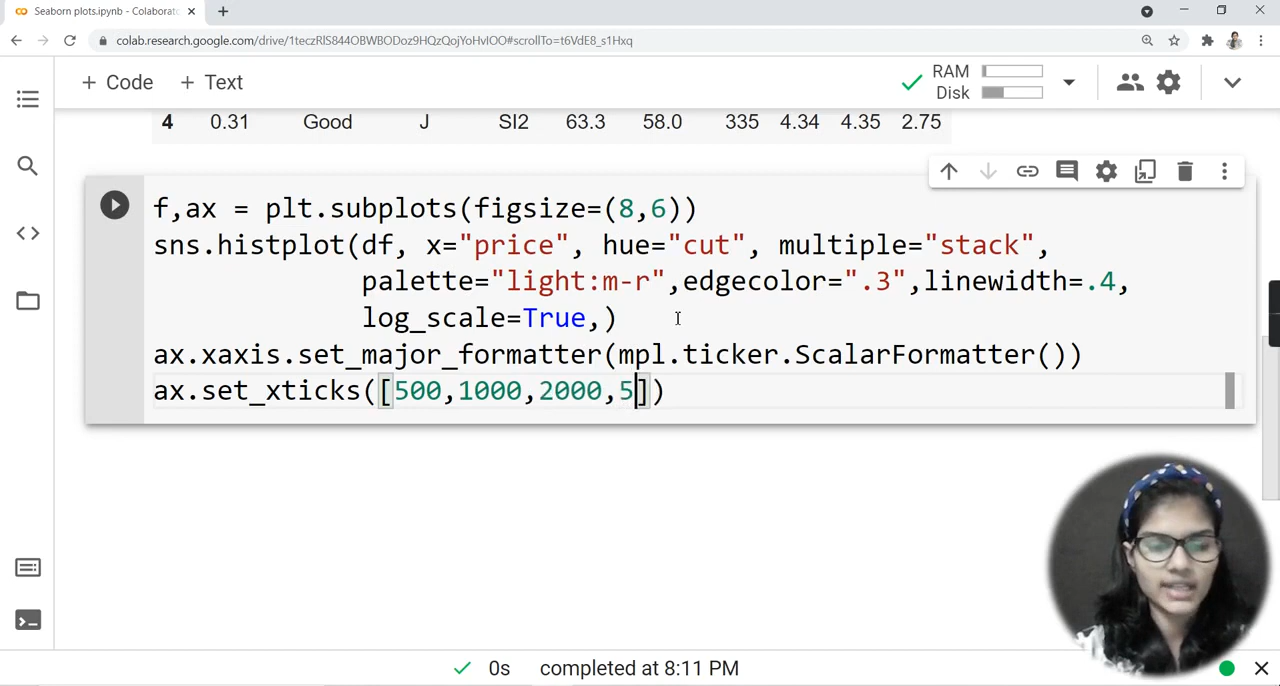 Seaborn plots.ipynb - Colaborato
colab.research.google.com/drive/1teczRlS844OBWBODoz9HQzQojYoHvIOO#scrollTo=t6VdE8_s1Hxq
+ Code + Text
RAM
Disk
4 0.31 Good J SI2 63.3 58.0 335 4.34 4.35 2.75
f,ax = plt.subplots(figsize=(8,6))
sns.histplot(df, x="price", hue="cut", multiple="stack",
palette="light:m-r",edgecolor=".3",linewidth=.4,
log_scale=True,)
ax.xaxis.set_major_formatter(mpl.ticker.ScalarFormatter())
ax.set_xticks([500,1000,2000,5])
0s completed at 8:11 PM